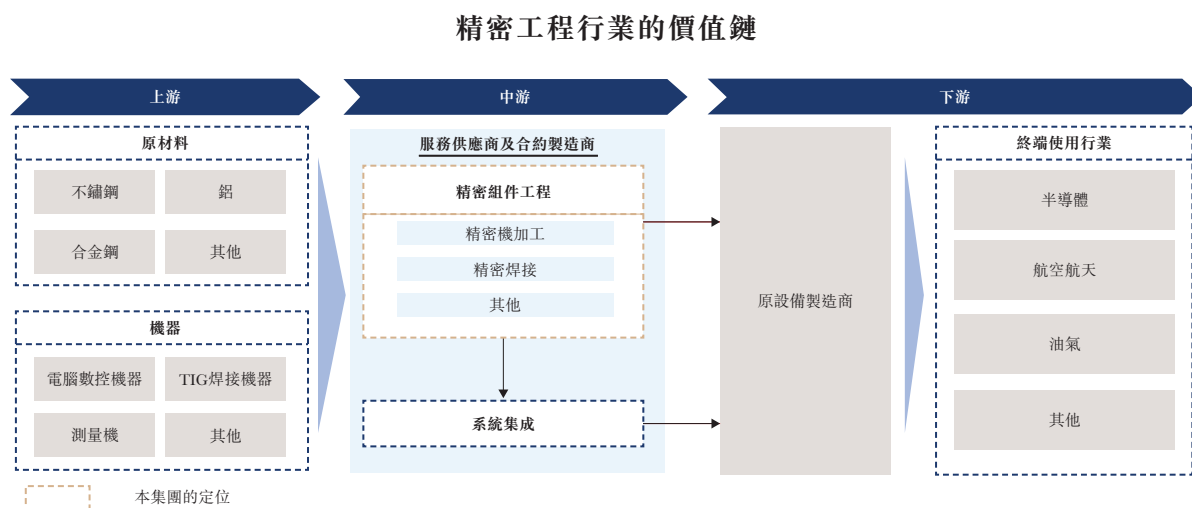 精密工程行業的價值鏈
上游
中游
下游
原材料
不鏽鋼
鋁
合金鋼
其他
機器
電腦數控機器
TIG焊接機器
測量機
其他
服務供應商及合約製造商
精密組件工程
精密機加工
精密焊接
其他
系統集成
原設備製造商
終端使用行業
半導體
航空航天
油氣
其他
本集團的定位